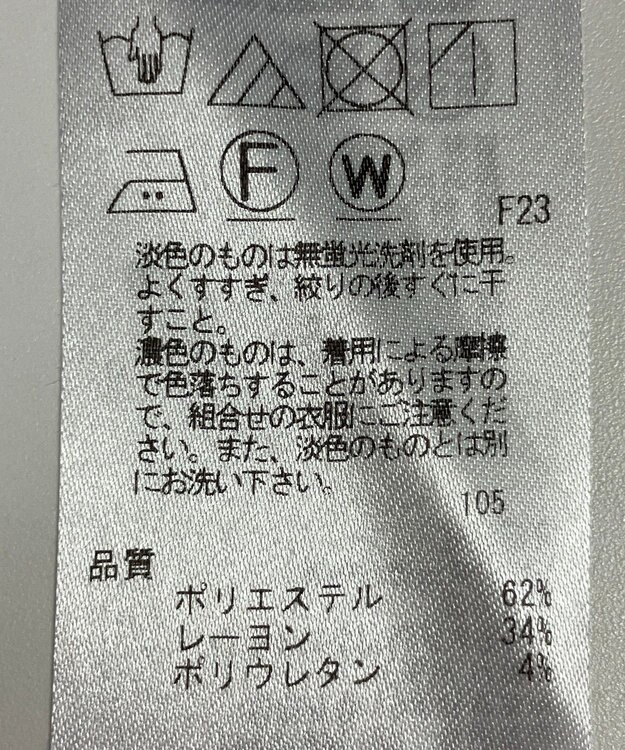 F
W
F23
淡色のものは無蛍光洗剤を使用。
よくすすぎ、絞りの後すぐに干
すこと。
濃色のものは、着用による摩擦
で色落ちすることがありますの
で、組合せの衣服にご注意くだ
さい。また、淡色のものとは別
にお洗い下さい。
105
品質
ポリエステル 62%
レーヨン 34%
ポリウレタン 4%